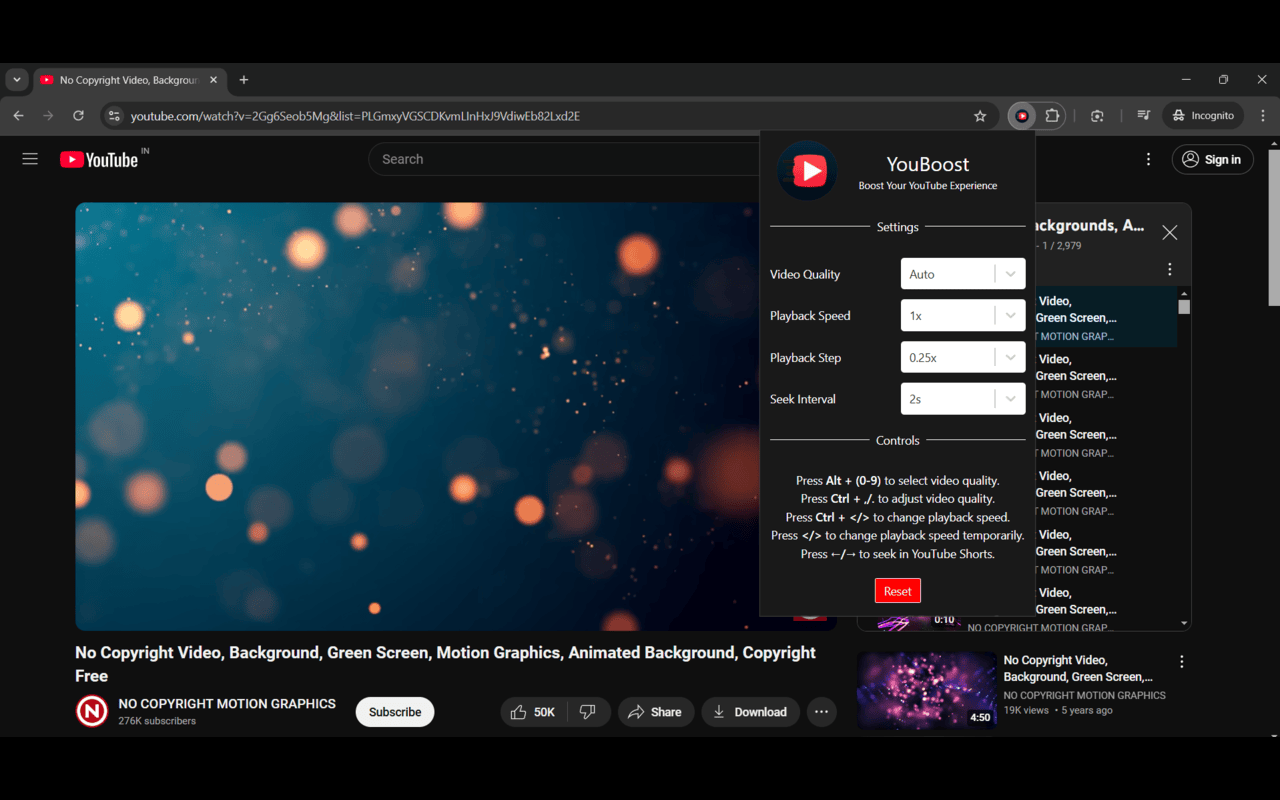 No Copyright Video, Backgroun
youtube.com/watch?v=2Gg6Seob5Mg&list=PLGmxyVGSCDKvmLInHxJ9VdiwEb82Lxd2E
Incognito
YouTube IN
Search
Sign in
YouBoost
Boost Your YouTube Experience
Settings
Video Quality
Auto
Playback Speed
1x
Playback Step
0.25x
Seek Interval
2s
Controls
Press Alt + (0-9) to select video quality.
Press Ctrl + ,/. to adjust video quality.
Press Ctrl + </> to change playback speed.
Press </> to change playback speed temporarily.
Press ←/→ to seek in YouTube Shorts.
Reset
ackgrounds, A...
- 1 / 2,979
Video,
Green Screen,...
T MOTION GRAP...
Video,
Green Screen,...
T MOTION GRAP...
Video,
Green Screen,...
T MOTION GRAP...
Video,
Green Screen,...
T MOTION GRAP...
Video,
Green Screen,...
T MOTION GRAP...
Video,
Green Screen,...
0:10
NO COPYRIGHT MOTION GRAP...
No Copyright Video, Background, Green Screen, Motion Graphics, Animated Background, Copyright
Free
N
NO COPYRIGHT MOTION GRAPHICS
276K subscribers
Subscribe
50K
Share
Download
4:50
No Copyright Video,
Background, Green Screen,...
NO COPYRIGHT MOTION GRAPHICS
19K views • 5 years ago